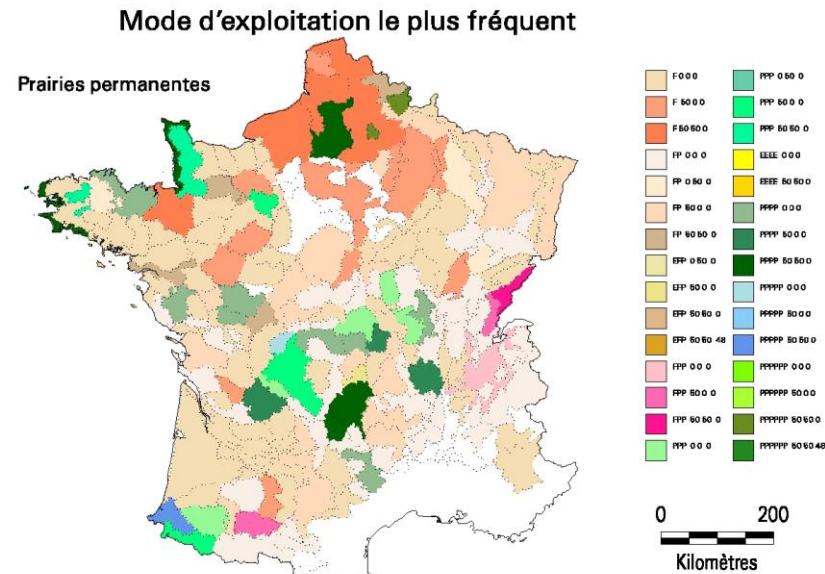 Mode d'exploitation le plus fréquent
Prairies permanentes
F 0 0 0
F 50 0 0
F 50 50 0
FP 0 0 0
FP 0 50 0
FP 50 0 0
FP 50 50 0
EFP 0 50 0
EFP 50 0 0
EFP 50 50 0
EFP 50 50 48
FPP 0 0 0
FPP 50 0 0
FPP 50 50 0
PPP 0 0 0
PPP 0 50 0
PPP 50 0 0
PPP 50 50 0
EEEE 0 0 0
EEEE 50 50 0
PPPP 0 0 0
PPPP 50 0 0
PPPP 50 50 0
PPPPP 0 0 0
PPPPP 50 0 0
PPPPP 50 50 0
PPPPPP 0 0 0
PPPPPP 50 0 0
PPPPPP 50 50 0
PPPPPP 50 50 48
0 200
Kilomètres